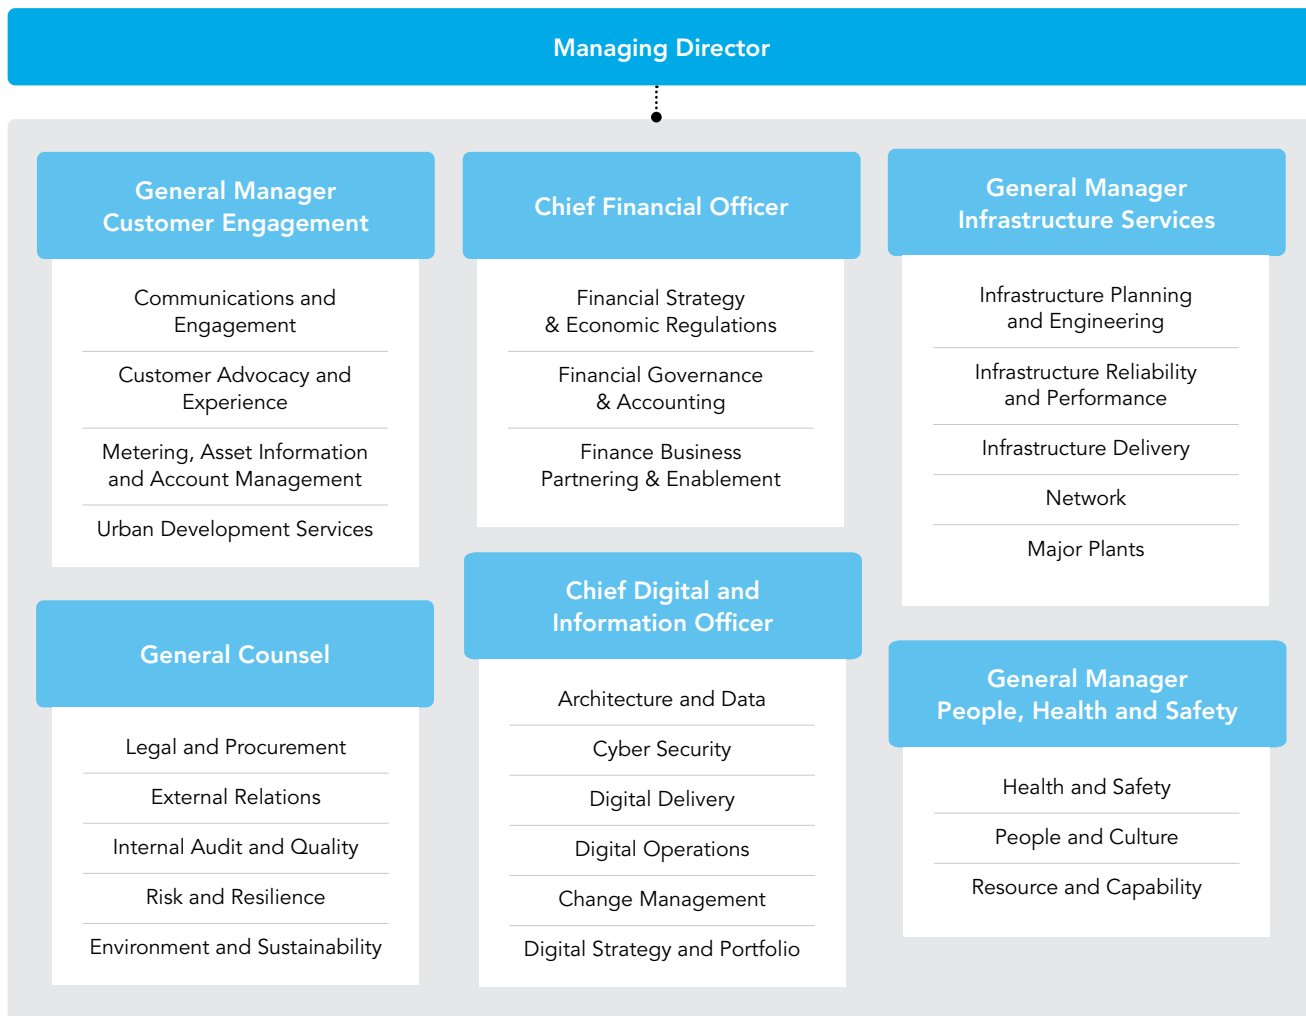 Managing Director
General Manager
Customer Engagement
Communications and
Engagement
Customer Advocacy and
Experience
Metering, Asset Information
and Account Management
Urban Development Services
General Counsel
Legal and Procurement
External Relations
Internal Audit and Quality
Risk and Resilience
Environment and Sustainability
Chief Financial Officer
Financial Strategy
& Economic Regulations
Financial Governance
& Accounting
Finance Business
Partnering & Enablement
Chief Digital and
Information Officer
Architecture and Data
Cyber Security
Digital Delivery
Digital Operations
Change Management
Digital Strategy and Portfolio
General Manager
Infrastructure Services
Infrastructure Planning
and Engineering
Infrastructure Reliability
and Performance
Infrastructure Delivery
Network
Major Plants
General Manager
People, Health and Safety
Health and Safety
People and Culture
Resource and Capability